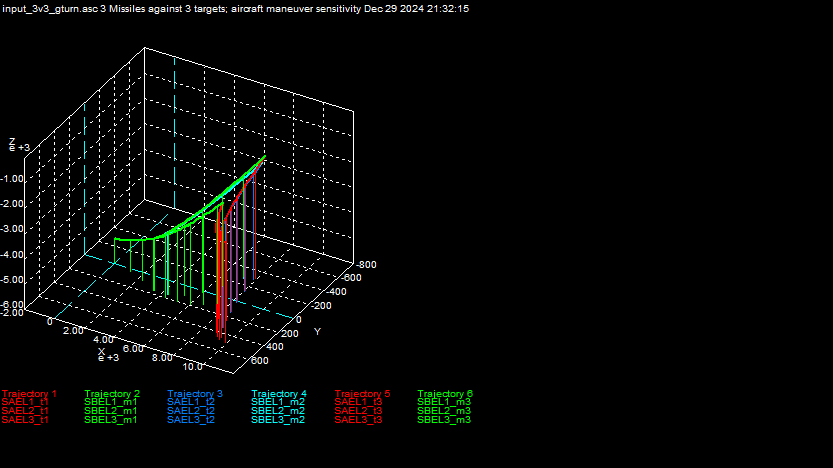 input_3v3_gturn.asc 3 Missiles against 3 targets; aircraft maneuver sensitivity Dec 29 2024 21:32:15
Z
e +3
-1.00
-2.00
-3.00
-4.00
-5.00
-6.00
-2.00
0
2.00
4.00
6.00
8.00
10.0
X
e +3
-800
-600
-400
-200
0
200
400
600
Y
Trajectory 1 Trajectory 2 Trajectory 3 Trajectory 4 Trajectory 5 Trajectory 6
SAEL1_t1 SBEL1_m1 SAEL1_t2 SBEL1_m2 SAEL1_t3 SBEL1_m3
SAEL2_t1 SBEL2_m1 SAEL2_t2 SBEL2_m2 SAEL2_t3 SBEL2_m3
SAEL3_t1 SBEL3_m1 SAEL3_t2 SBEL3_m2 SAEL3_t3 SBEL3_m3